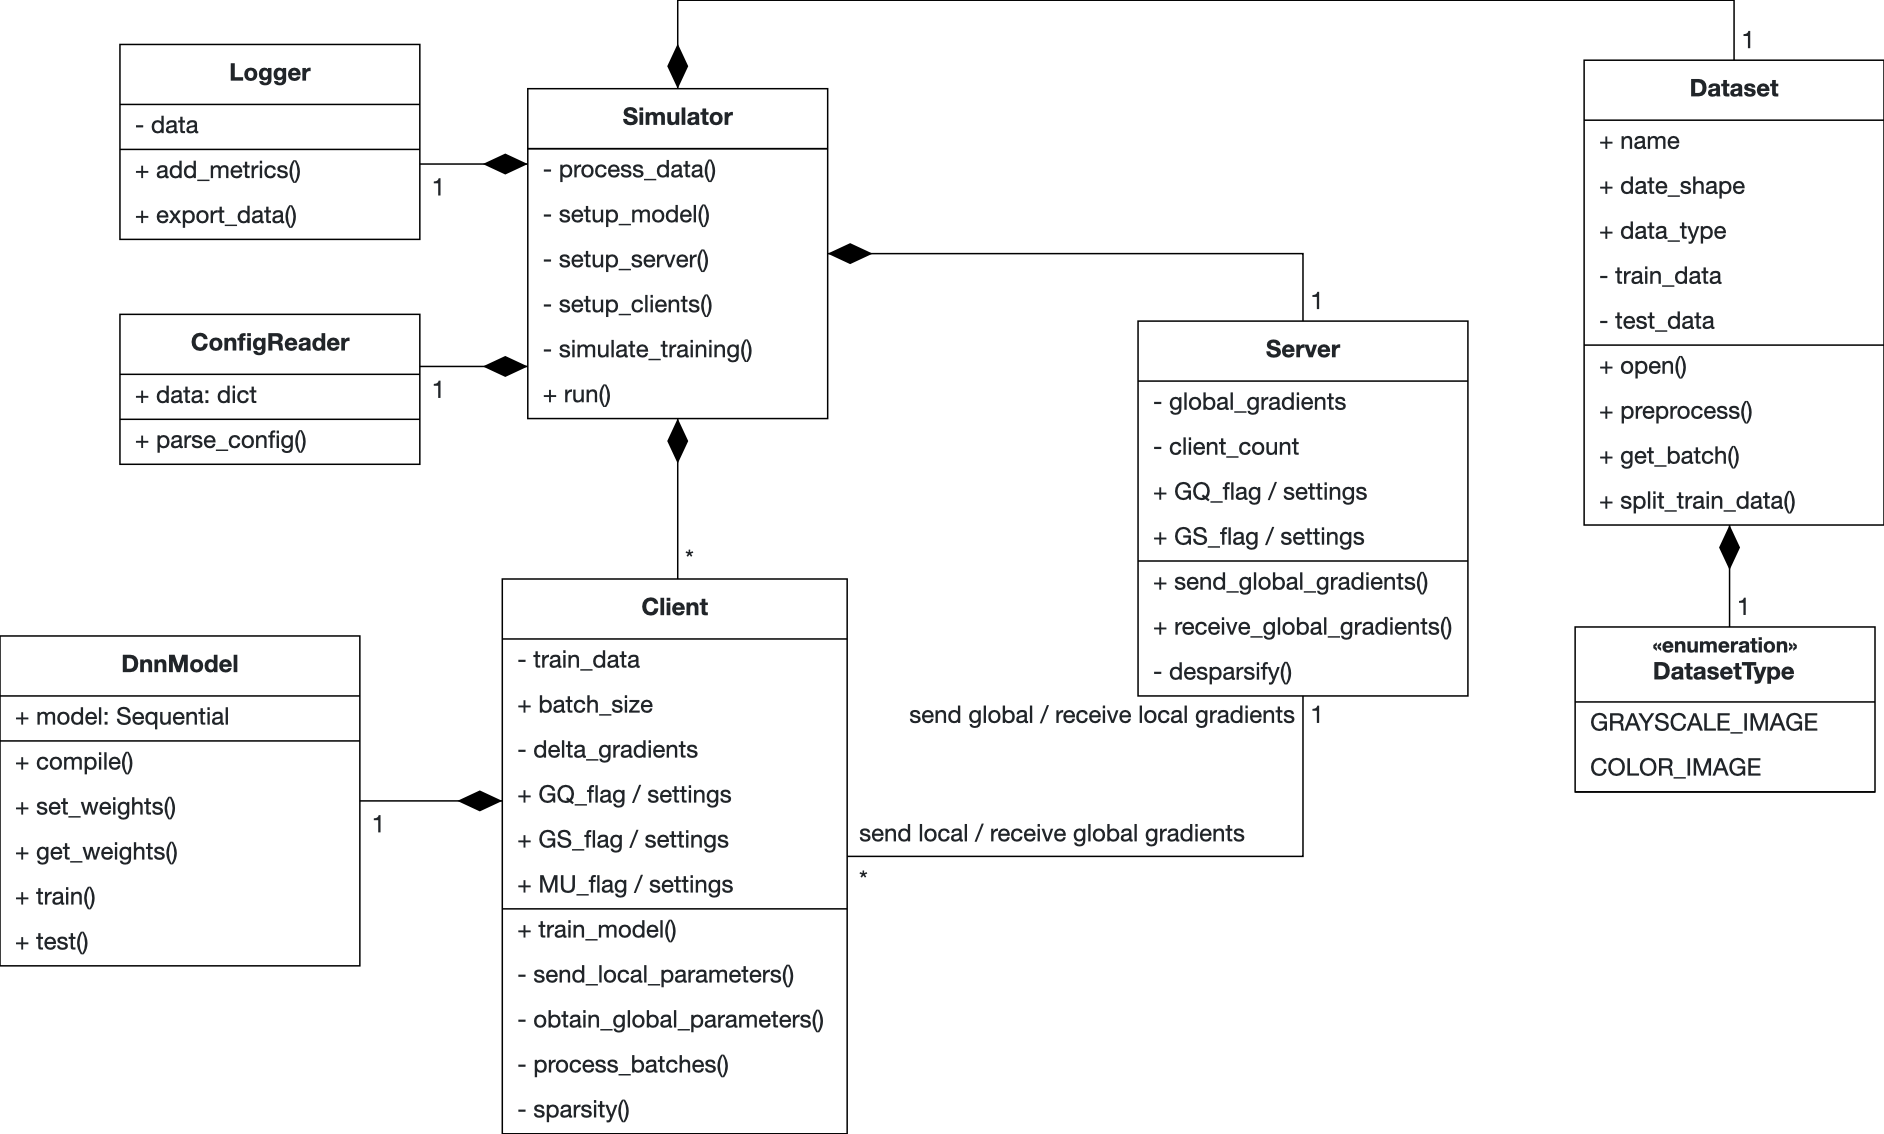 Logger
- data
+ add_metrics()
+ export_data()
1
ConfigReader
+ data: dict
+ parse_config()
1
Simulator
- process_data()
- setup_model()
- setup_server()
- setup_clients()
- simulate_training()
+ run()
*
1
Server
- global_gradients
- client_count
+ GQ_flag / settings
+ GS_flag / settings
+ send_global_gradients()
+ receive_global_gradients()
- desparsify()
send global / receive local gradients
1
1
Dataset
+ name
+ date_shape
+ data_type
- train_data
- test_data
+ open()
+ preprocess()
+ get_batch()
+ split_train_data()
1
«enumeration»
DatasetType
GRAYSCALE_IMAGE
COLOR_IMAGE
DnnModel
+ model: Sequential
+ compile()
+ set_weights()
+ get_weights()
+ train()
+ test()
1
Client
- train_data
+ batch_size
- delta_gradients
+ GQ_flag / settings
+ GS_flag / settings
+ MU_flag / settings
+ train_model()
- send_local_parameters()
- obtain_global_parameters()
- process_batches()
- sparsity()
send local / receive global gradients
*